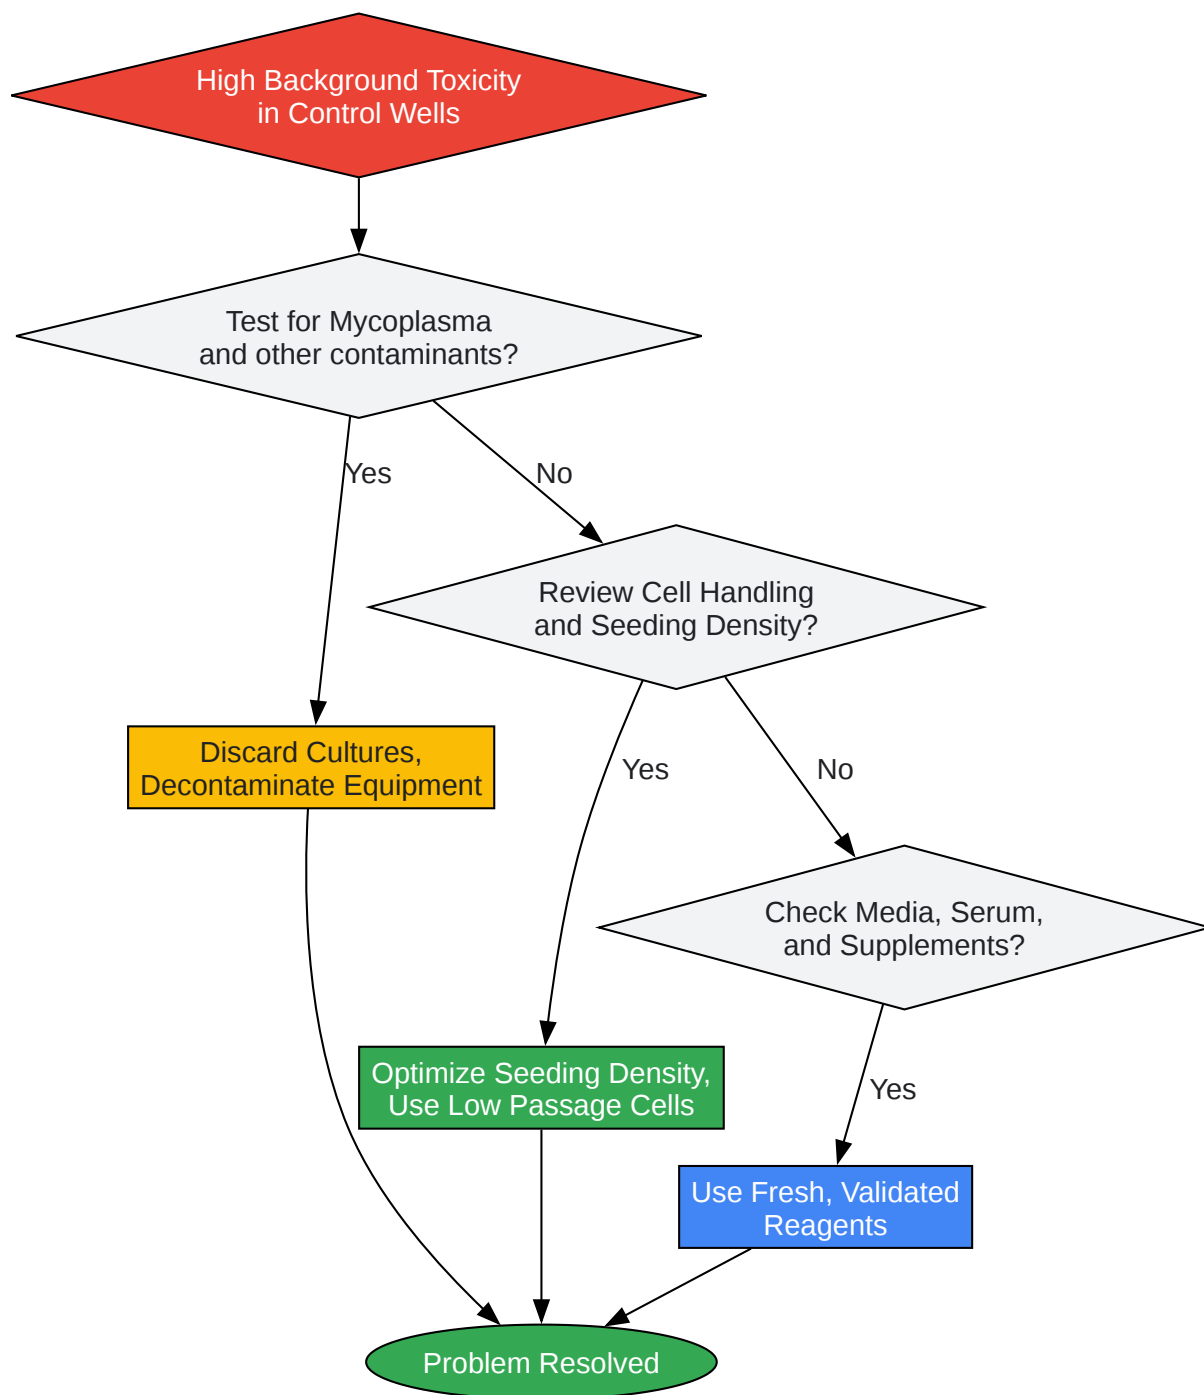 High Background Toxicity
in Control Wells
Test for Mycoplasma
and other contaminants?
Yes
No
Review Cell Handling
and Seeding Density?
Discard Cultures,
Decontaminate Equipment
Yes
No
Check Media, Serum,
and Supplements?
Optimize Seeding Density,
Use Low Passage Cells
Yes
Use Fresh, Validated
Reagents
Problem Resolved